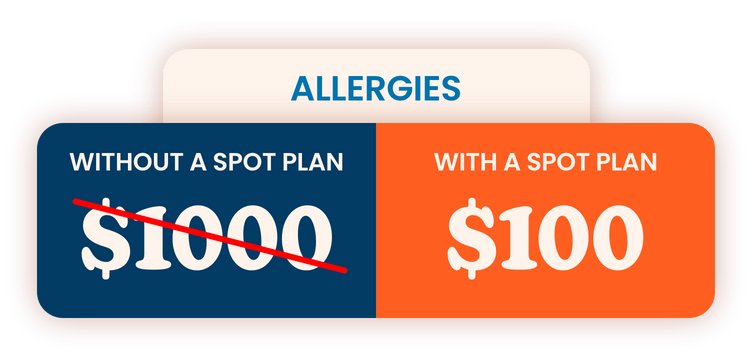 ALLERGIES
WITHOUT A SPOT PLAN
$1000
WITH A SPOT PLAN
$100